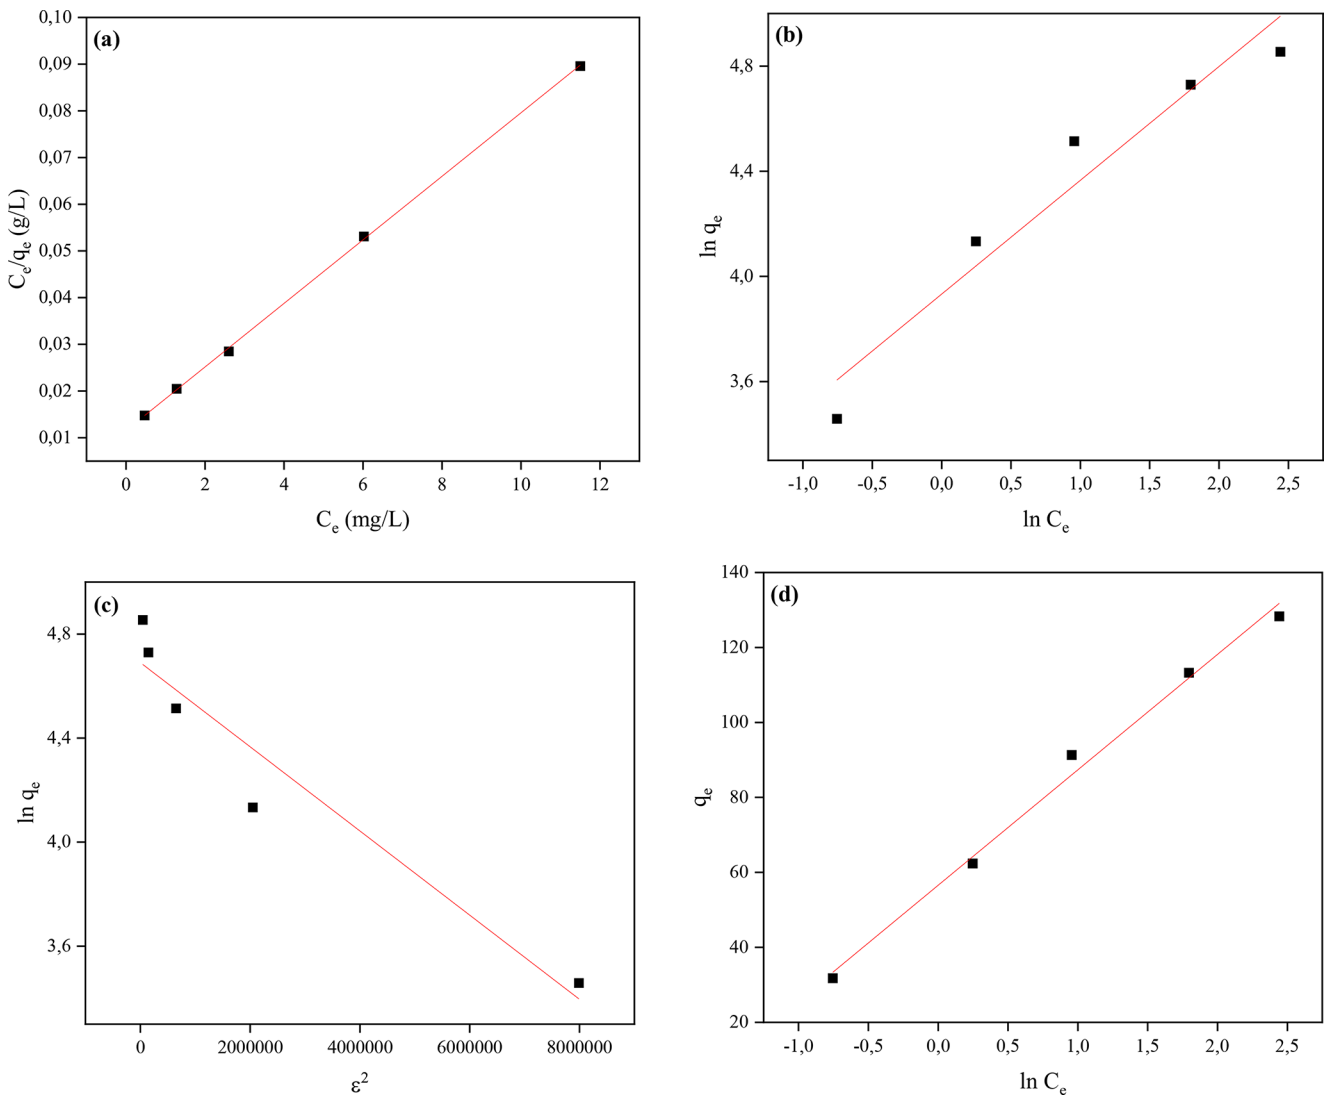 (a)
0,10
0,09
0,08
0,07
0,06
0,05
0,04
0,03
0,02
0,01
Ce/qe (g/L)
0 2 4 6 8 10 12
Ce (mg/L)
(b)
4,8
4,4
4,0
3,6
ln qe
-1,0 -0,5 0,0 0,5 1,0 1,5 2,0 2,5
ln Ce
(c)
4,8
4,4
4,0
3,6
ln qe
0 2000000 4000000 6000000 8000000
ε²
(d)
140
120
100
80
60
40
20
qe
-1,0 -0,5 0,0 0,5 1,0 1,5 2,0 2,5
ln Ce